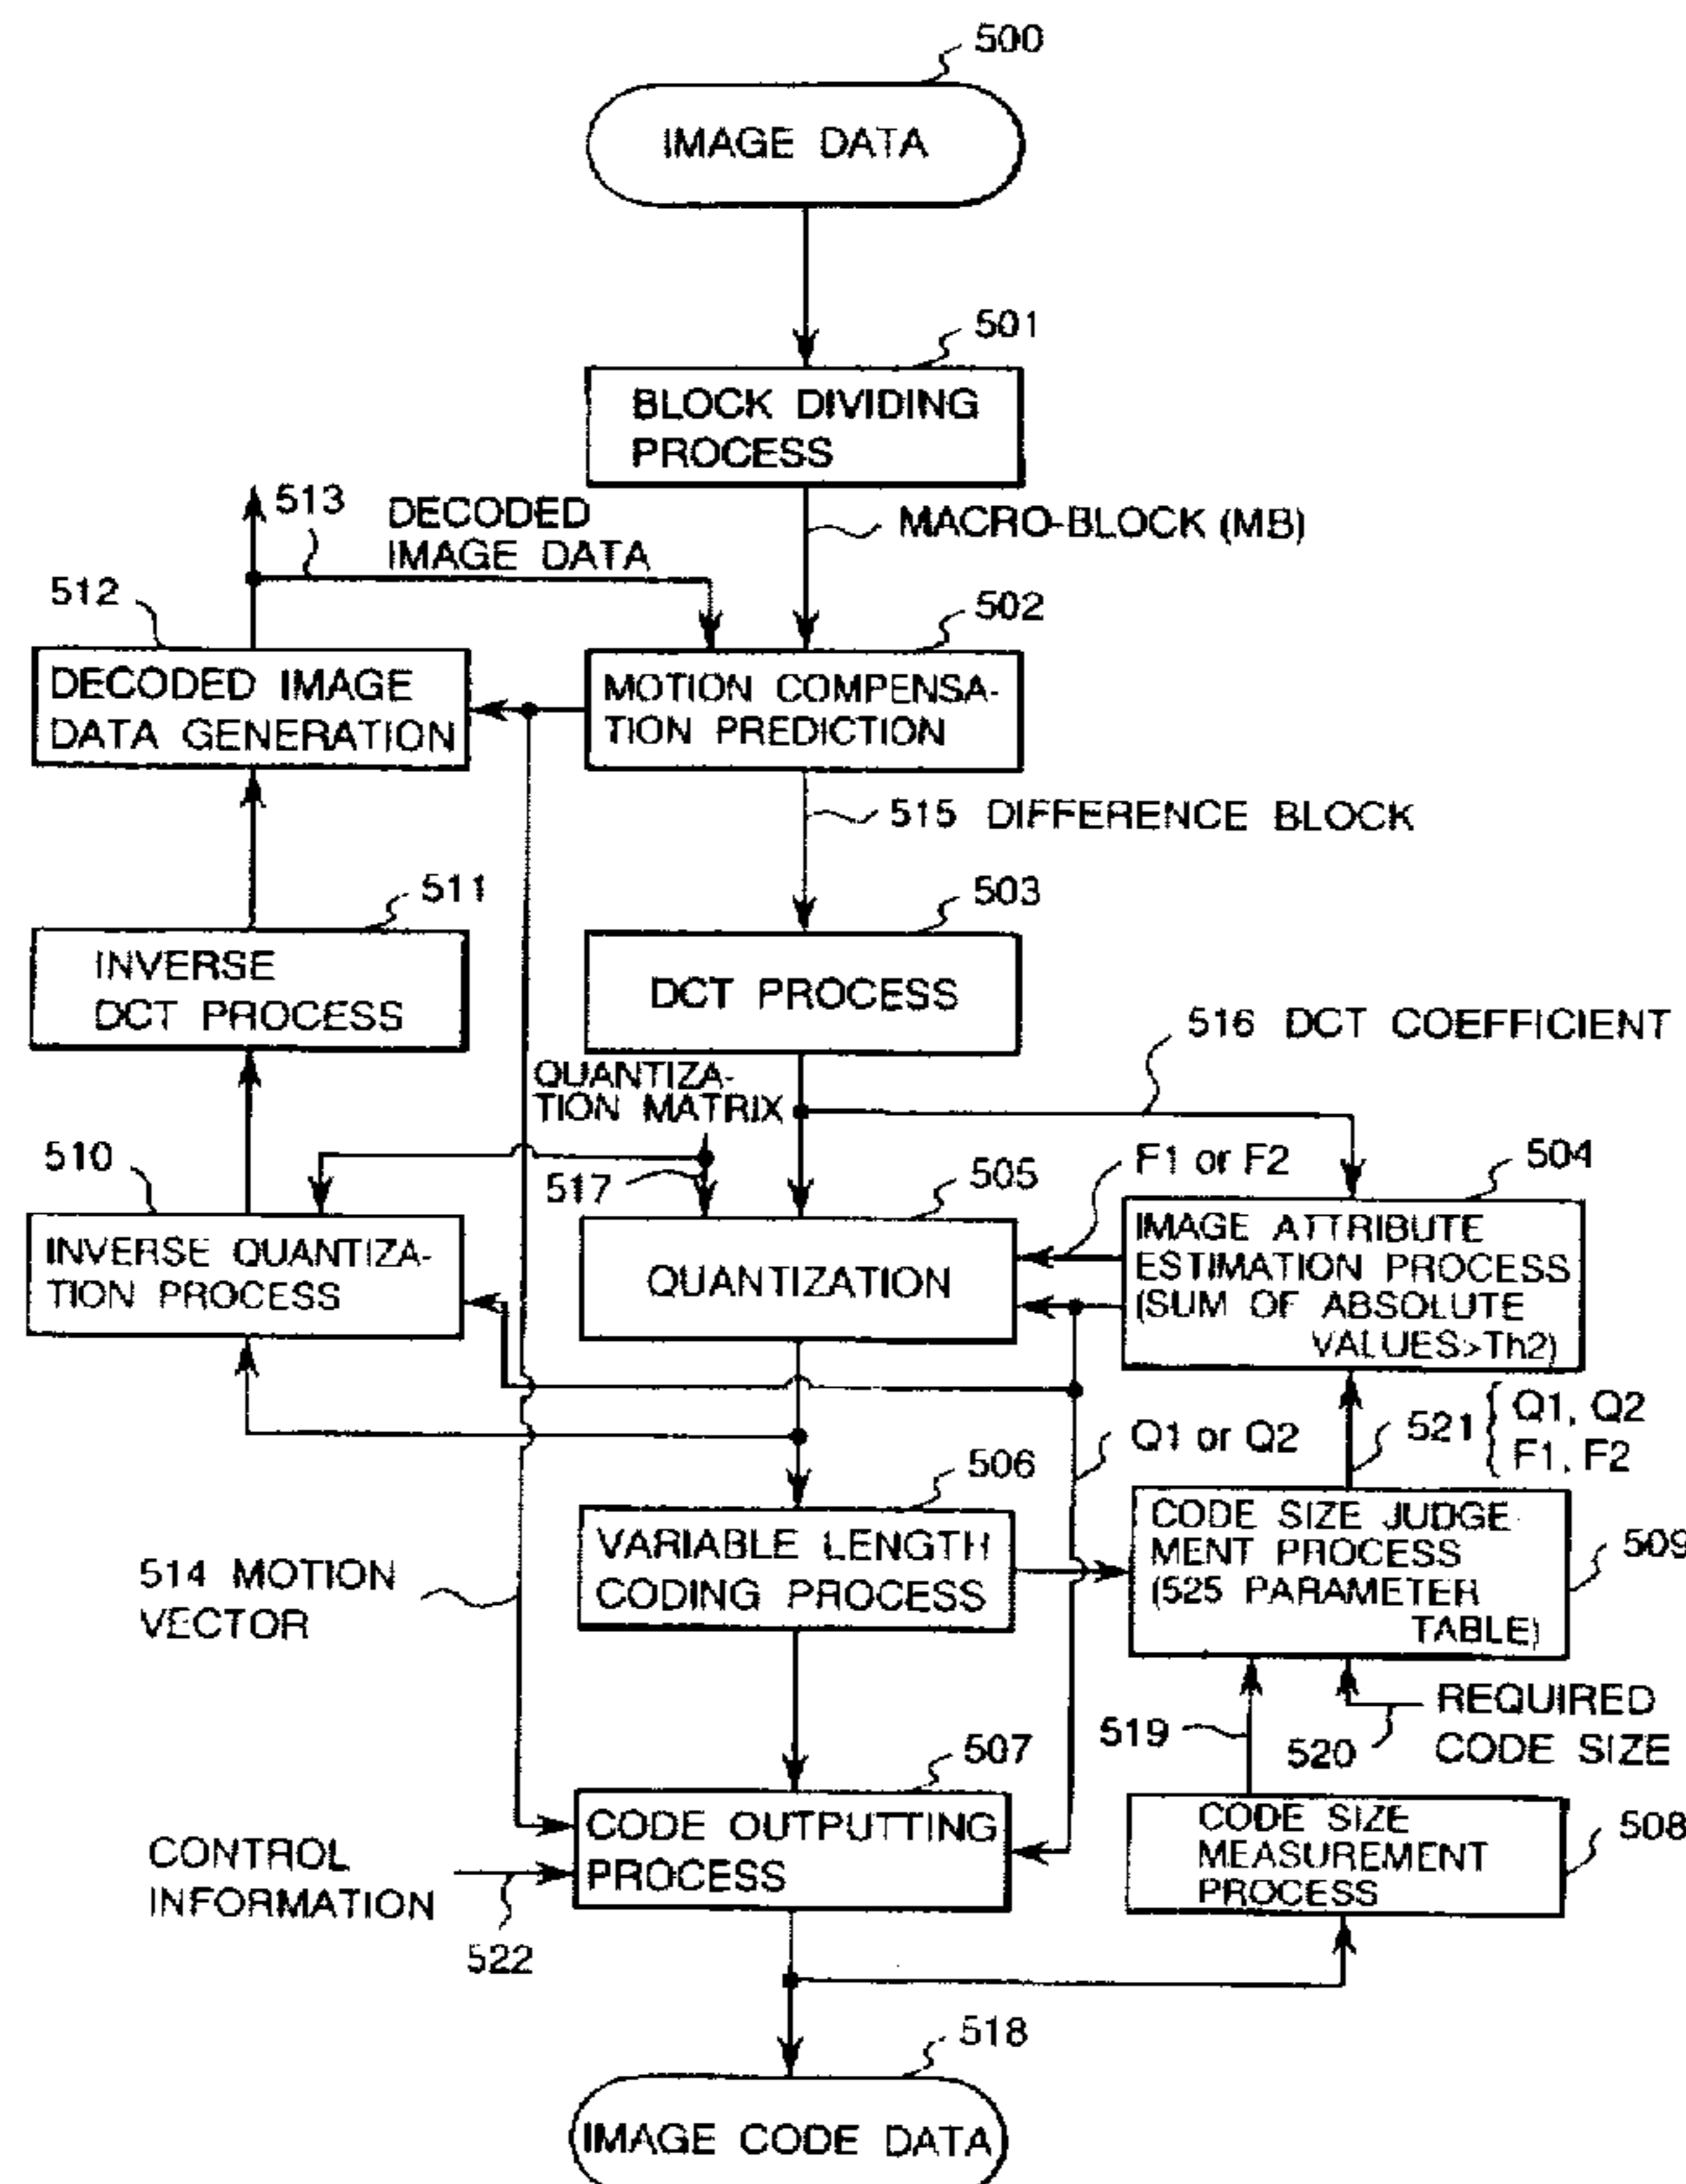 500
IMAGE DATA
501
BLOCK DIVIDING
PROCESS
513
DECODED
IMAGE DATA
MACRO-BLOCK (MB)
512
502
DECODED IMAGE
DATA GENERATION
MOTION COMPENSA-
TION PREDICTION
515 DIFFERENCE BLOCK
511
503
INVERSE
DCT PROCESS
DCT PROCESS
516 DCT COEFFICIENT
QUANTIZA-
TION MATRIX
510
517
505
F1 or F2
504
INVERSE QUANTIZA-
TION PROCESS
QUANTIZATION
IMAGE ATTRIBUTE
ESTIMATION PROCESS
(SUM OF ABSOLUTE
VALUES>Th2)
Q1 or Q2
521
Q1, Q2
F1, F2
506
VARIABLE LENGTH
CODING PROCESS
CODE SIZE JUDGE
MENT PROCESS
(525 PARAMETER
TABLE)
509
514 MOTION
VECTOR
519
520
REQUIRED
CODE SIZE
507
CODE OUTPUTTING
PROCESS
CODE SIZE
MEASUREMENT
PROCESS
508
CONTROL
INFORMATION
522
518
IMAGE CODE DATA